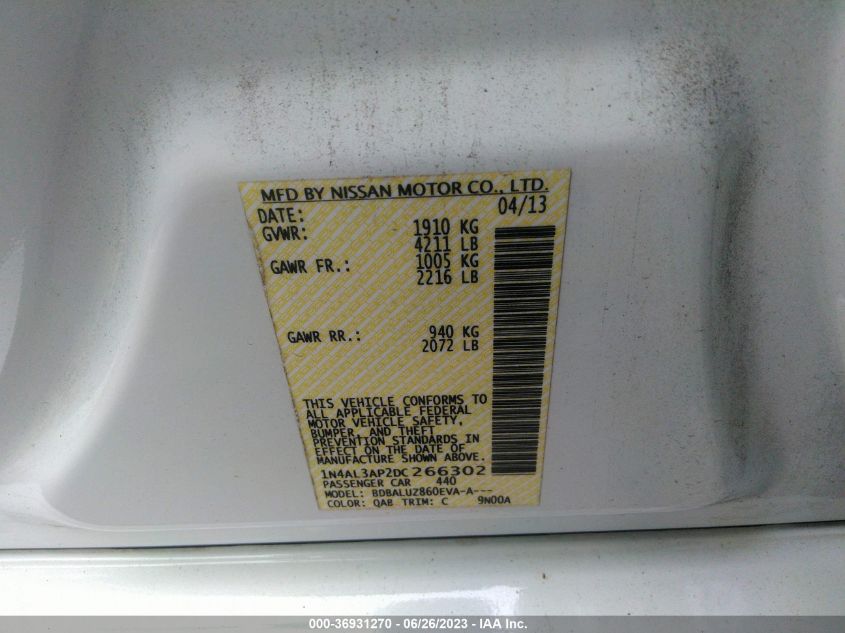 MFD BY NISSAN MOTOR CO., LTD.
DATE: 04/13
GVWR: 1910 KG
4211 LB
GAWR FR.: 1005 KG
2216 LB
GAWR RR.: 940 KG
2072 LB
THIS VEHICLE CONFORMS TO
ALL APPLICABLE FEDERAL
MOTOR VEHICLE SAFETY,
BUMPER, AND THEFT
PREVENTION STANDARDS IN
EFFECT ON THE DATE OF
MANUFACTURE SHOWN ABOVE.
1N4AL3AP2DC266302
PASSENGER CAR 440
MODEL: BDBALUZ860EVA-A---
COLOR: QAB TRIM: C 9N00A
000-36931270 - 06/26/2023 - IAA Inc.